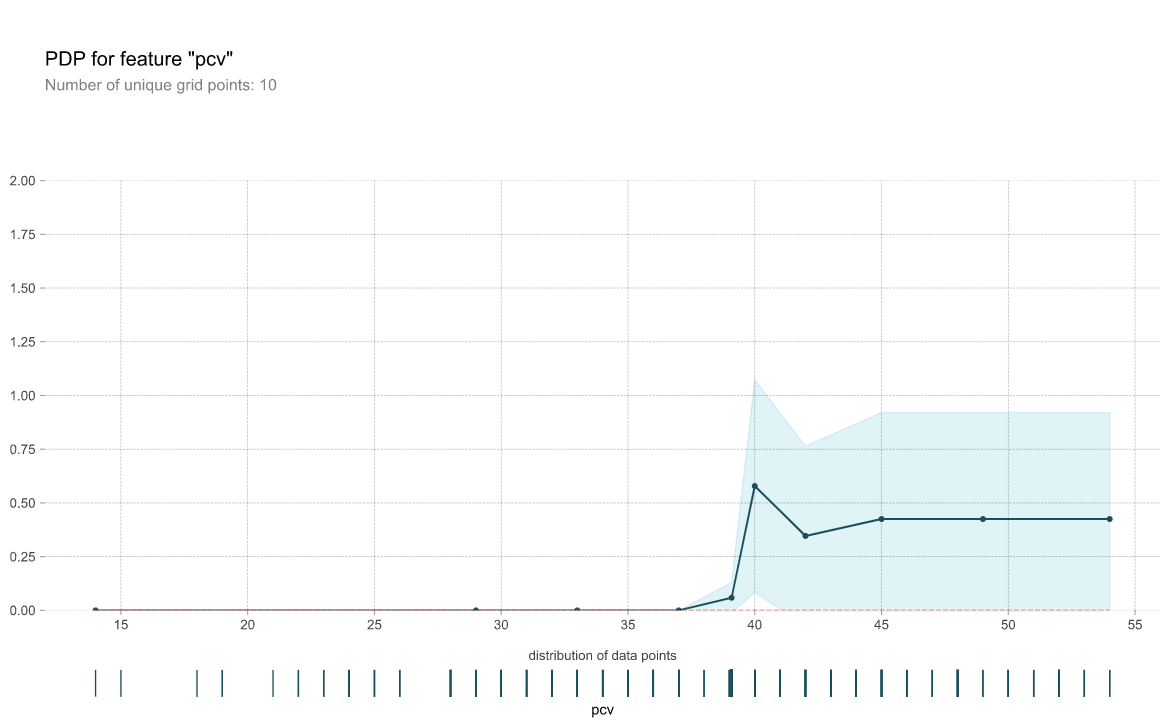 PDP for feature "pcv"
Number of unique grid points: 10
2.00
1.75
1.50
1.25
1.00
0.75
0.50
0.25
0.00
15 20 25 30 35 40 45 50 55
distribution of data points
pcv